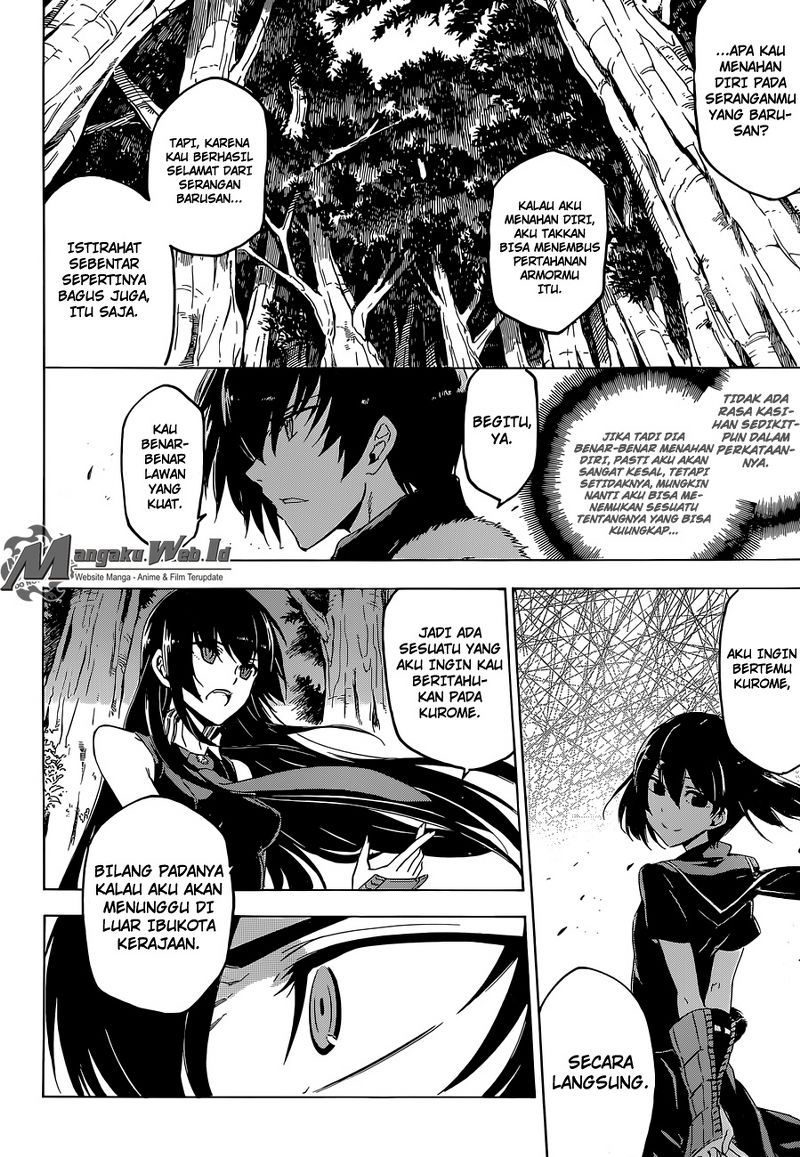 ...APA KAU
MENAHAN
DIRI PADA
SERANGANMU
YANG BARU-
SAN?
KALAU AKU
MENAHAN DIRI,
AKU TAKKAN
BISA MENEMBUS
PERTAHANAN
ARMORMU
ITU.
TAPI, KARENA
KAU BERHASIL
SELAMAT DARI
SERANGAN
BARUSAN...
ISTIRAHAT
SEBENTAR
SEPERTINYA
BAGUS JUGA,
ITU SAJA.
TIDAK ADA
RASA KASI-
HAN SEDIKIT-
PUN DALAM
PERKATAAN-
NYA.
JIKA TADI DIA
BENAR-BENAR MENAHAN
DIRI, PASTI AKU AKAN
SANGAT KESAL, TETAPI
SETIDAKNYA, MUNGKIN
NANTI AKU BISA ME-
NEMUKAN SESUATU
TENTANGNYA YANG BISA
KUUNGKAP...
BEGITU,
YA.
KAU
BENAR-
BENAR
LAWAN
YANG
KUAT.
Mangaku.Web.Id
Website Manga - Anime & Film Terupdate
JADI ADA
SESUATU YANG
AKU INGIN KAU
BERITAHU-
KAN PADA
KUROME.
BILANG PADANYA
KALAU AKU AKAN
MENUNGGU DI
LUAR IBUKOTA
KERAJAAN.
AKU INGIN
BERTEMU
KUROME,
SECARA
LANGSUNG.